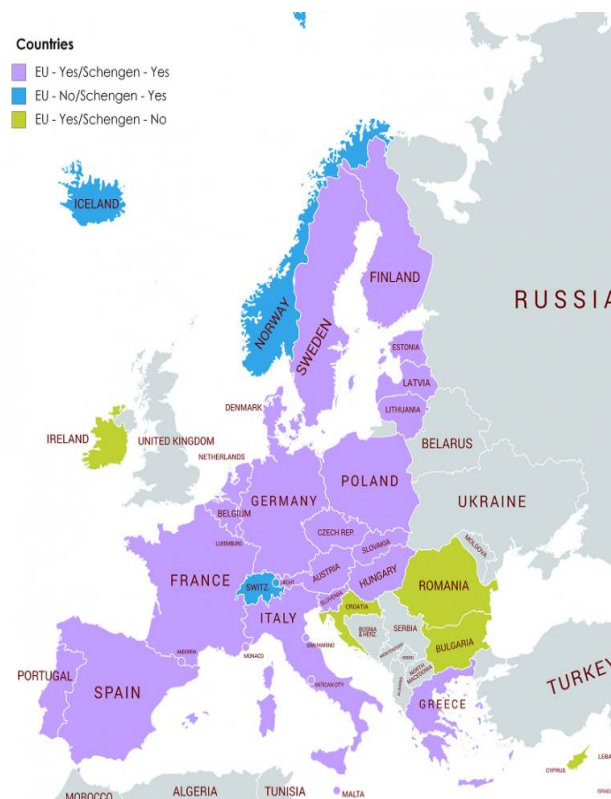 Countries
EU - Yes/Schengen - Yes
EU - No/Schengen - Yes
EU - Yes/Schengen - No
ICELAND
FINLAND
RUSSIA
NORWAY
SWEDEN
ESTONIA
LATVIA
LITHUANIA
DENMARK
IRELAND
UNITED KINGDOM
NETHERLANDS
BELARUS
POLAND
GERMANY
BELGIUM
UKRAINE
LUXEMBURG
CZECH REP.
SLOVAKIA
MOLDOVA
FRANCE
SWITZ.
AUSTRIA
HUNGARY
ROMANIA
SLOVENIA
CROATIA
ITALY
BOSNIA
& HERZ.
SERBIA
SAN MARINO
MONACO
ANDORRA
MONTENEGRO
KOSOVO
BULGARIA
NORTH
MACEDONIA
ALBANIA
VATICAN CITY
PORTUGAL
SPAIN
GREECE
TURKEY
CYPRUS
LEBA
ISRAEL
MALTA
MOROCCO
ALGERIA
TUNISIA